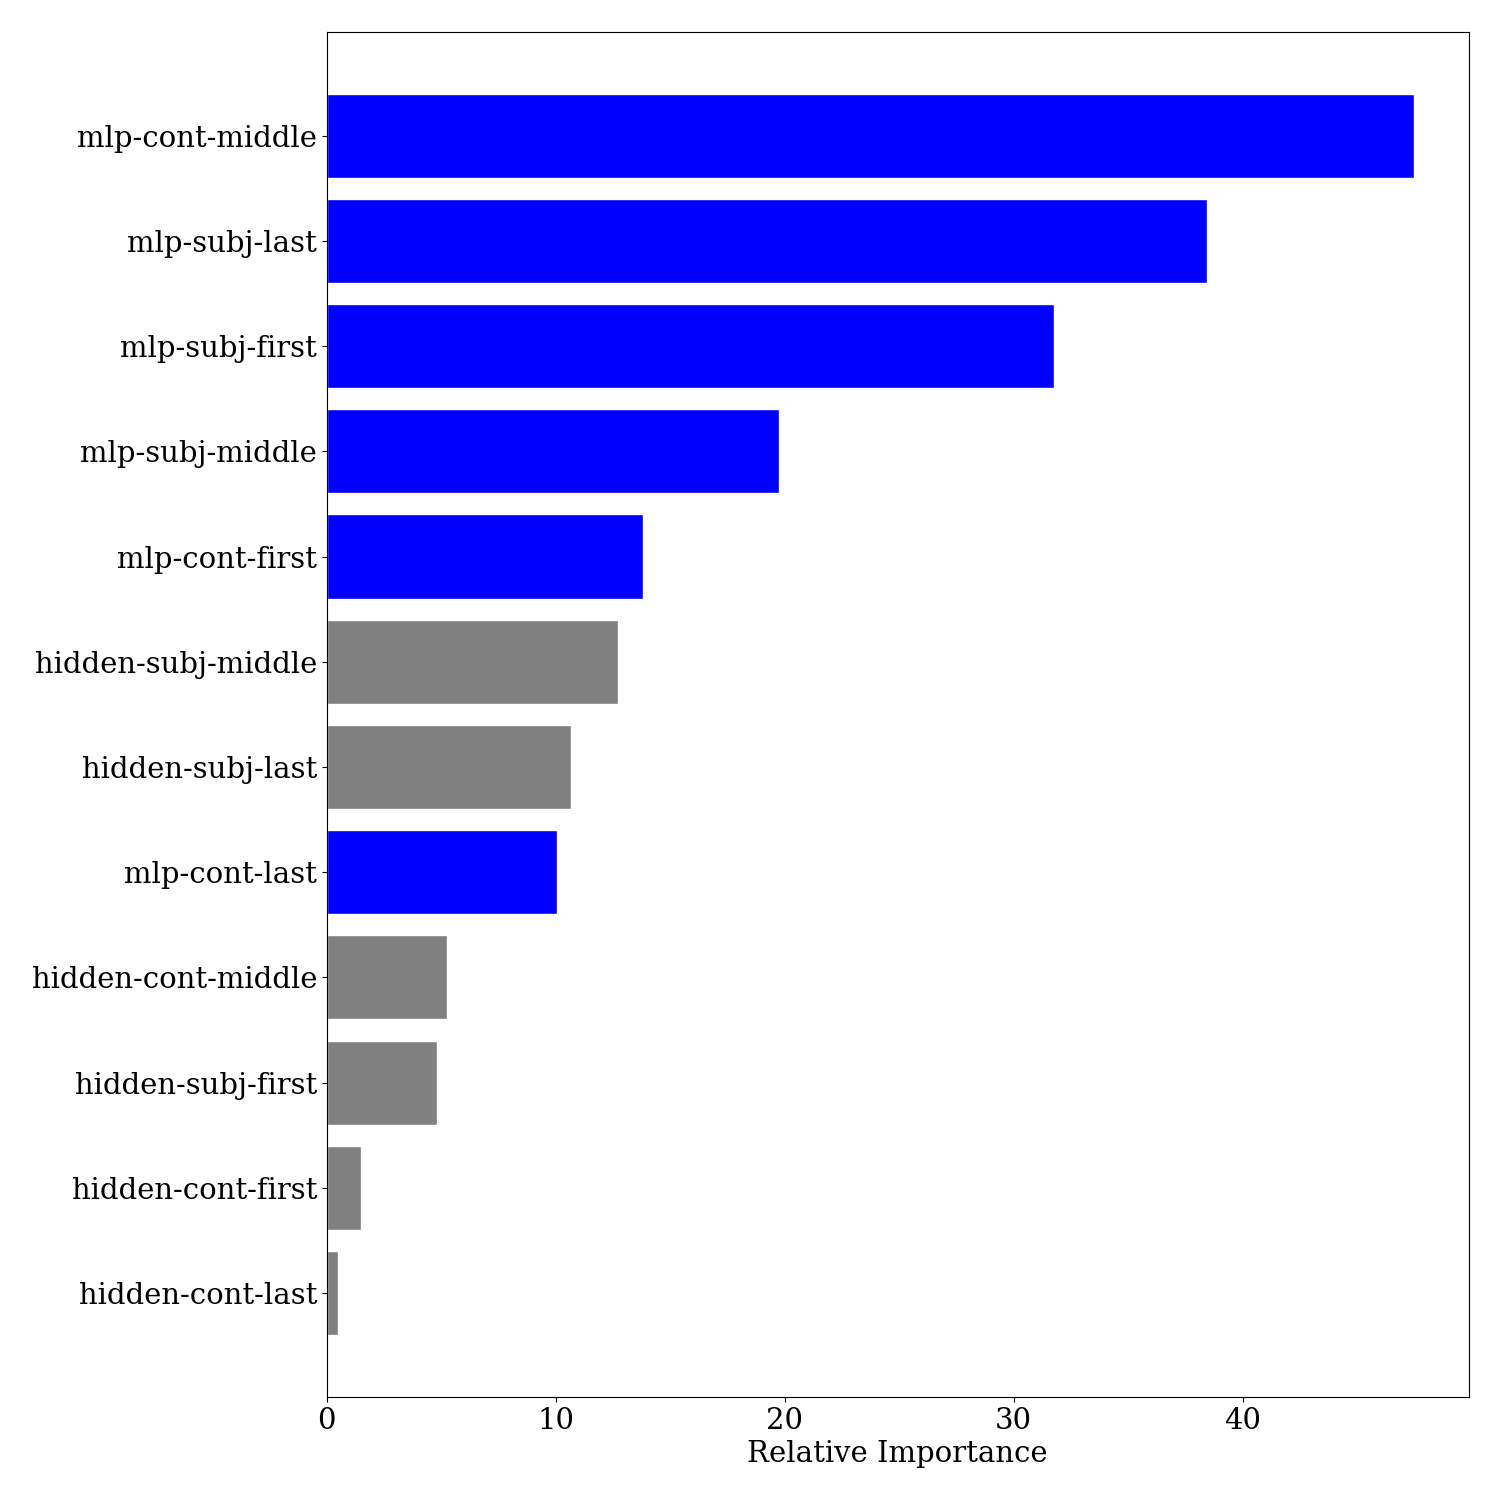 mlp-cont-middle
mlp-subj-last
mlp-subj-first
mlp-subj-middle
mlp-cont-first
hidden-subj-middle
hidden-subj-last
mlp-cont-last
hidden-cont-middle
hidden-subj-first
hidden-cont-first
hidden-cont-last
0 10 20 30 40
Relative Importance